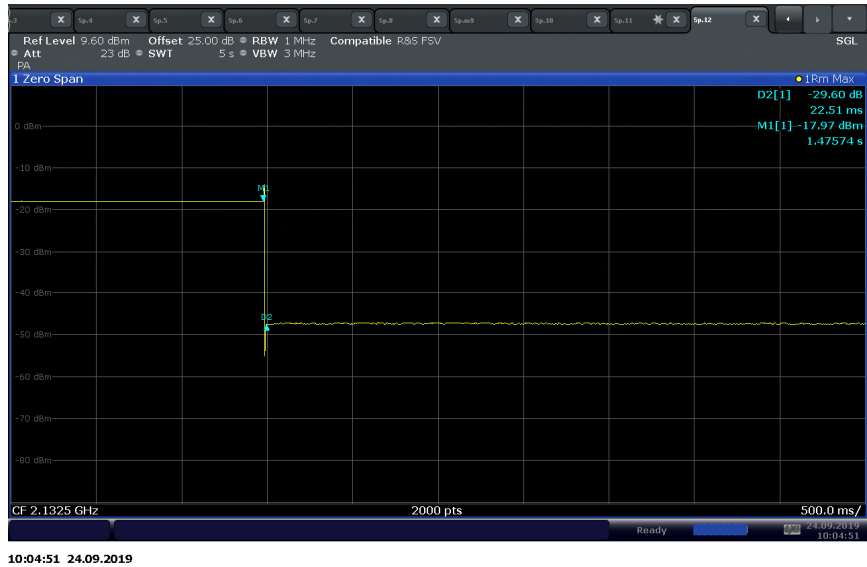 .3 X Sp.4 X Sp.5 X Sp.6 X Sp.7 X Sp.8 X Sp.av9 X Sp.10 X Sp.11 X Sp.12 X
Ref Level 9.60 dBm Offset 25.00 dB RBW 1 MHz Compatible R&S FSV SGL
Att 23 dB SWT 5 s VBW 3 MHz
PA
1 Zero Span 1Rm Max
D2[1] -29.60 dB
22.51 ms
0 dBm M1[1] -17.97 dBm
1.47574 s
-10 dBm
M1
-20 dBm
-30 dBm
-40 dBm
D2
-50 dBm
-60 dBm
-70 dBm
-80 dBm
CF 2.1325 GHz 2000 pts 500.0 ms/
Ready 24.09.2019
10:04:51
10:04:51 24.09.2019